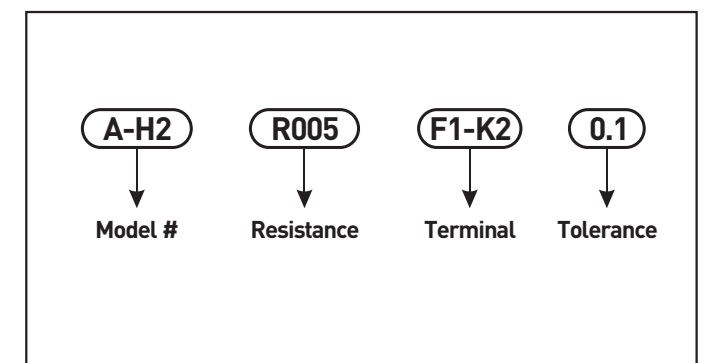 A-H2 R005 F1-K2 0.1
Model # Resistance Terminal Tolerance